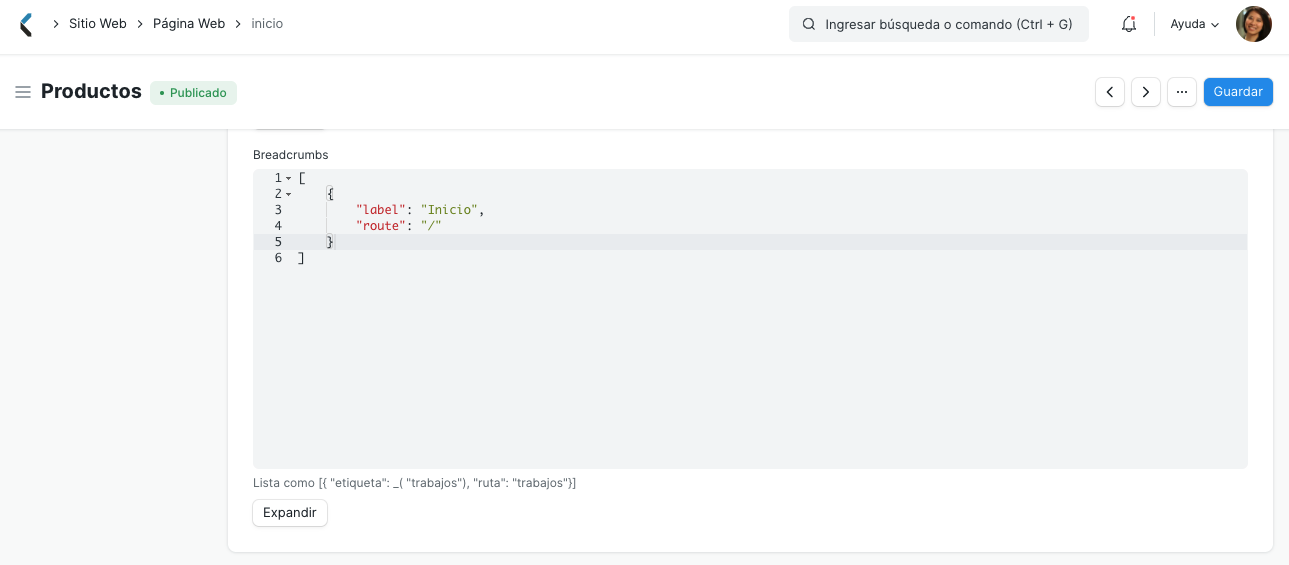 Sitio Web Página Web inicio
Ingresar búsqueda o comando (Ctrl + G)
Ayuda
Productos
Publicado
Guardar
Breadcrumbs
1 [
2 {
3 "label": "Inicio",
4 "route": "/"
5 }
6 ]
Lista como [{ "etiqueta": _( "trabajos"), "ruta": "trabajos"}]
Expandir